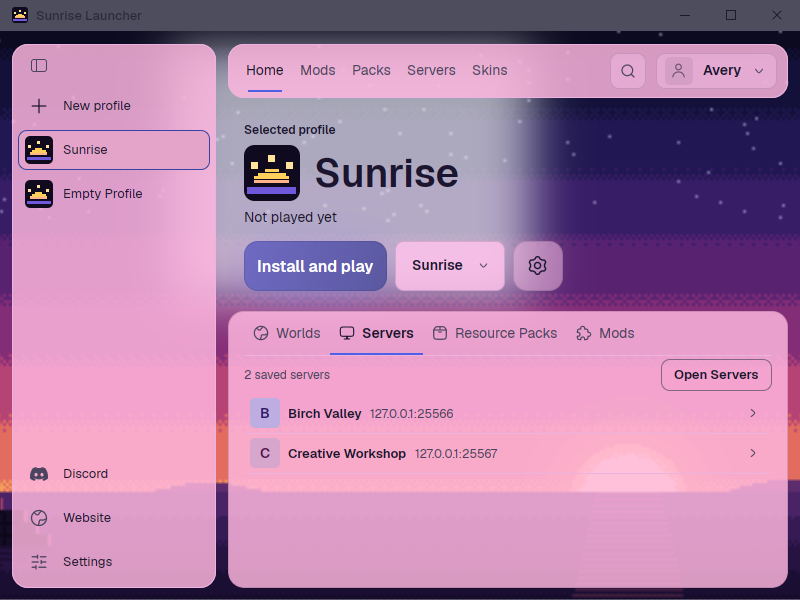 Sunrise Launcher
New profile
Sunrise
Empty Profile
Discord
Website
Settings
Home Mods Packs Servers Skins
Avery
Selected profile
Sunrise
Not played yet
Install and play
Sunrise
Worlds Servers Resource Packs Mods
2 saved servers
Open Servers
B Birch Valley 127.0.0.1:25566
C Creative Workshop 127.0.0.1:25567